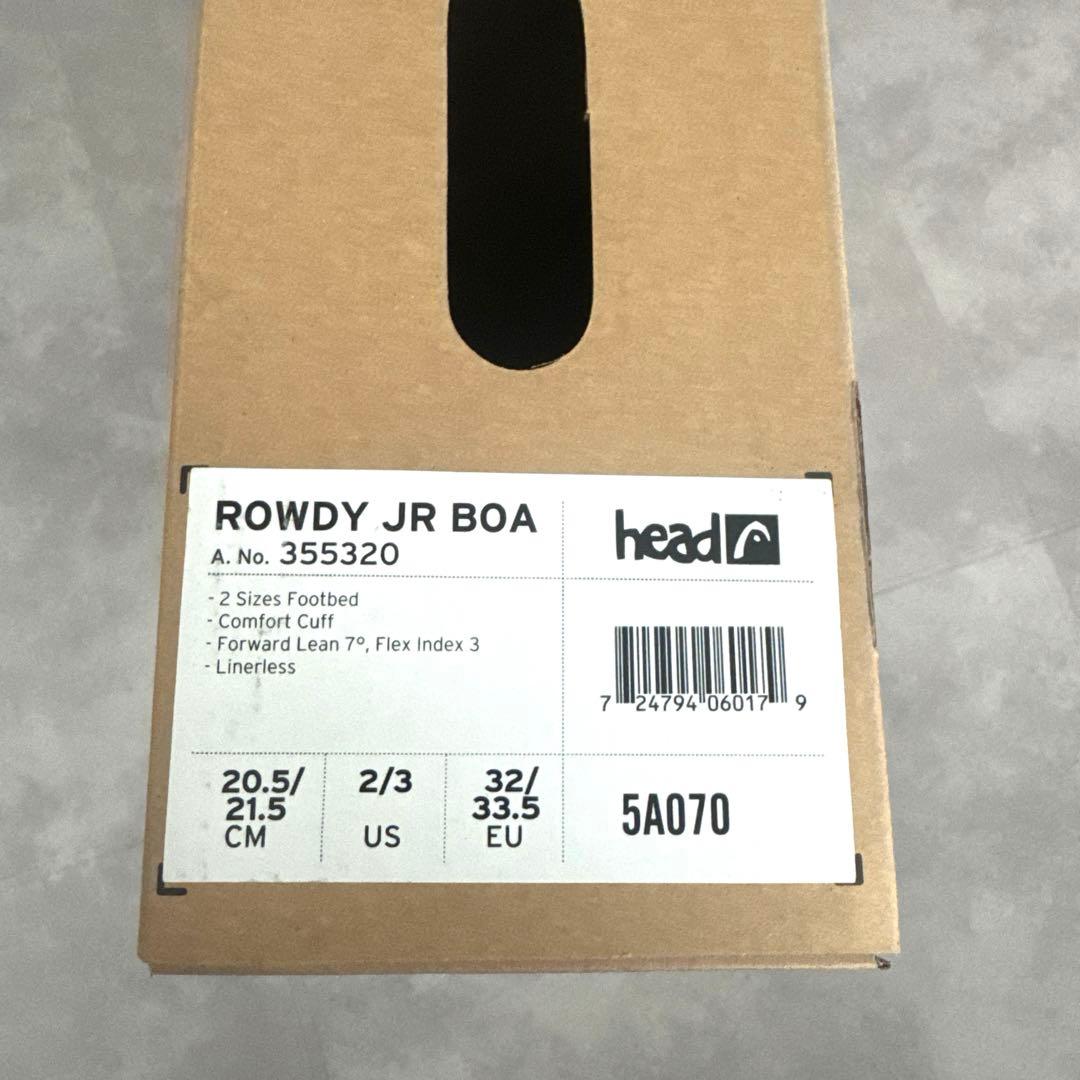 ROWDY JR BOA
A. No. 355320
head
- 2 Sizes Footbed
- Comfort Cuff
- Forward Lean 7°, Flex Index 3
- Linerless
7 24794 06017 9
20.5/
21.5
CM
2/3
US
32/
33.5
EU
5A070